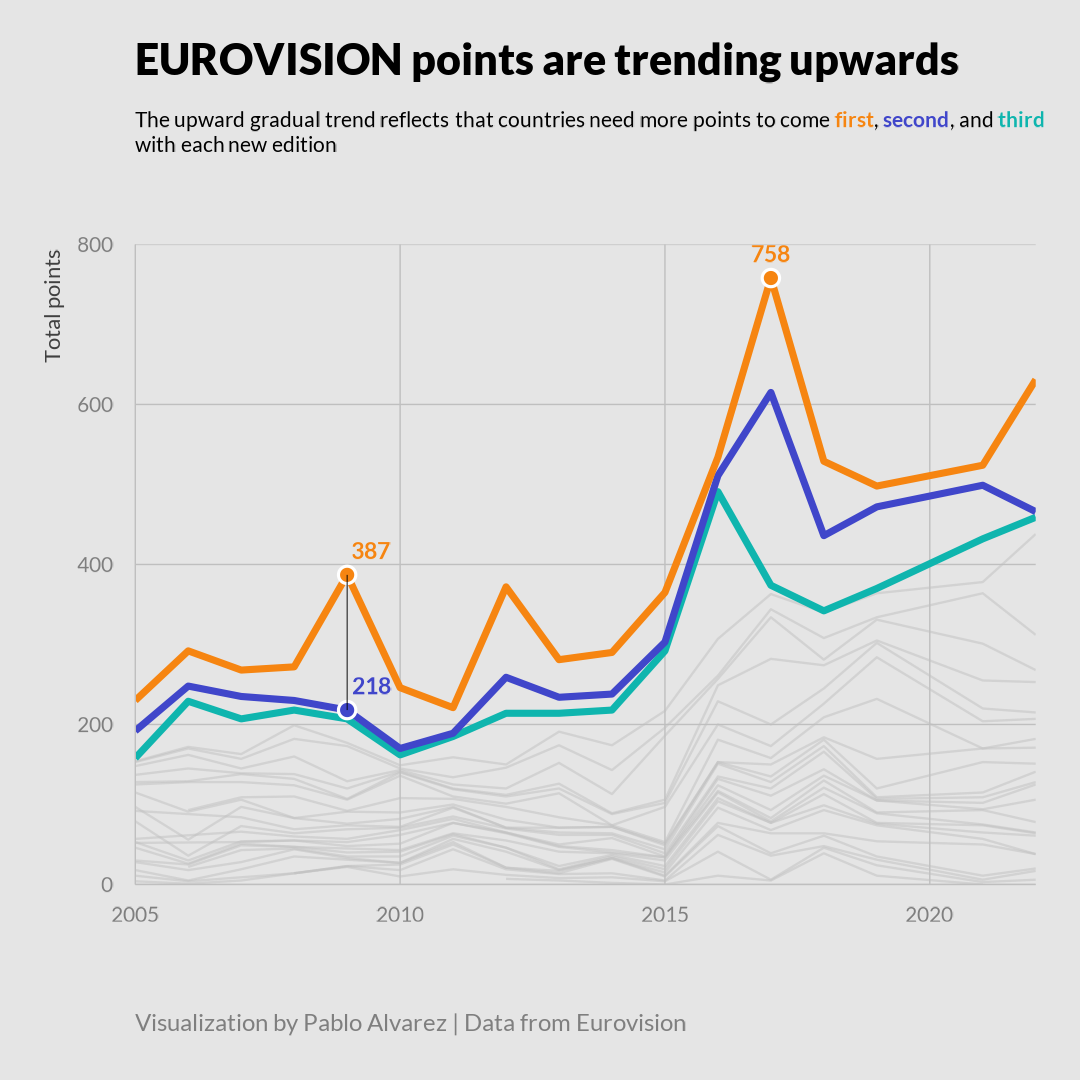 EUROVISION points are trending upwards
The upward gradual trend reflects that countries need more points to come first, second, and third
with each new edition
Total points
800
600
400
200
0
758
387
218
2005 2010 2015 2020
Visualization by Pablo Alvarez | Data from Eurovision